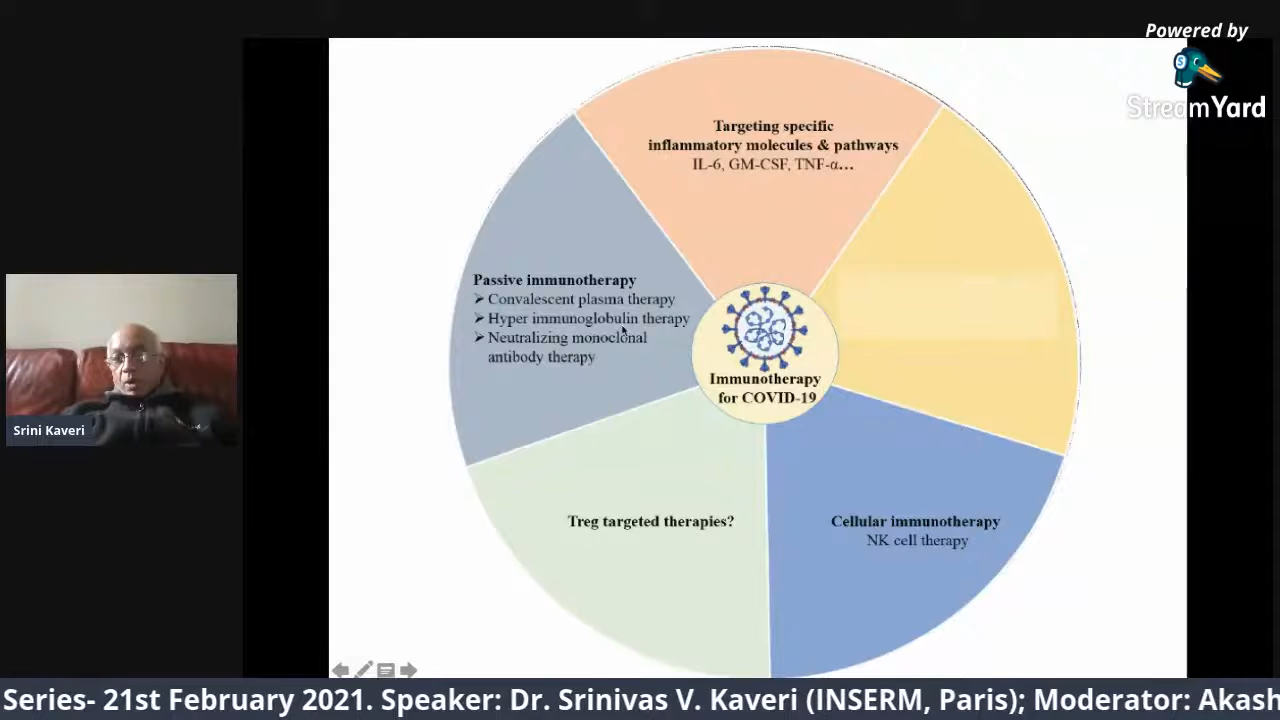 Powered by
StreamYard
Targeting specific
inflammatory molecules & pathways
IL-6, GM-CSF, TNF-α...
Passive immunotherapy
➢ Convalescent plasma therapy
➢ Hyper immunoglobulin therapy
➢ Neutralizing monoclonal
antibody therapy
Immunotherapy
for COVID-19
Srini Kaveri
Treg targeted therapies?
Cellular immunotherapy
NK cell therapy
Series- 21st February 2021. Speaker: Dr. Srinivas V. Kaveri (INSERM, Paris); Moderator: Akash